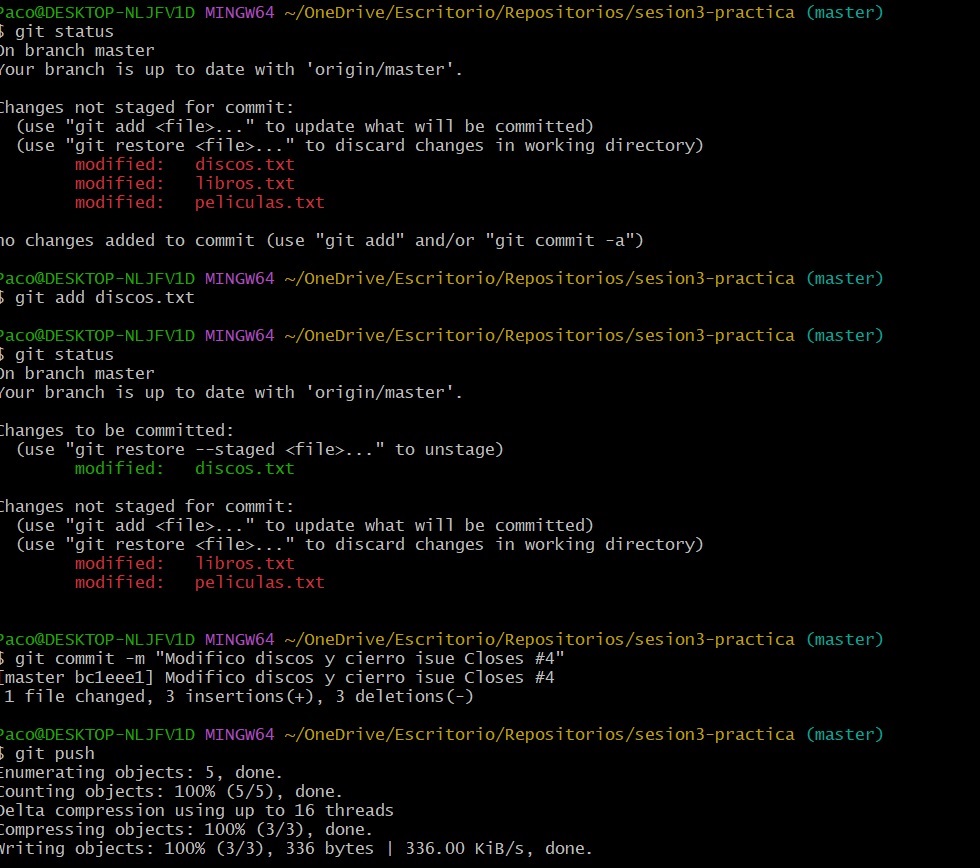 Paco@DESKTOP-NLJFV1D MINGW64 ~/OneDrive/Escritorio/Repositorios/sesion3-practica (master)
$ git status
On branch master
Your branch is up to date with 'origin/master'.

Changes not staged for commit:
  (use "git add <file>..." to update what will be committed)
  (use "git restore <file>..." to discard changes in working directory)
        modified:   discos.txt
        modified:   libros.txt
        modified:   peliculas.txt

no changes added to commit (use "git add" and/or "git commit -a")

Paco@DESKTOP-NLJFV1D MINGW64 ~/OneDrive/Escritorio/Repositorios/sesion3-practica (master)
$ git add discos.txt

Paco@DESKTOP-NLJFV1D MINGW64 ~/OneDrive/Escritorio/Repositorios/sesion3-practica (master)
$ git status
On branch master
Your branch is up to date with 'origin/master'.

Changes to be committed:
  (use "git restore --staged <file>..." to unstage)
        modified:   discos.txt

Changes not staged for commit:
  (use "git add <file>..." to update what will be committed)
  (use "git restore <file>..." to discard changes in working directory)
        modified:   libros.txt
        modified:   peliculas.txt

Paco@DESKTOP-NLJFV1D MINGW64 ~/OneDrive/Escritorio/Repositorios/sesion3-practica (master)
$ git commit -m "Modifico discos y cierro isue Closes #4"
[master bc1eee1] Modifico discos y cierro isue Closes #4
 1 file changed, 3 insertions(+), 3 deletions(-)

Paco@DESKTOP-NLJFV1D MINGW64 ~/OneDrive/Escritorio/Repositorios/sesion3-practica (master)
$ git push
Enumerating objects: 5, done.
Counting objects: 100% (5/5), done.
Delta compression using up to 16 threads
Compressing objects: 100% (3/3), done.
Writing objects: 100% (3/3), 336 bytes | 336.00 KiB/s, done.